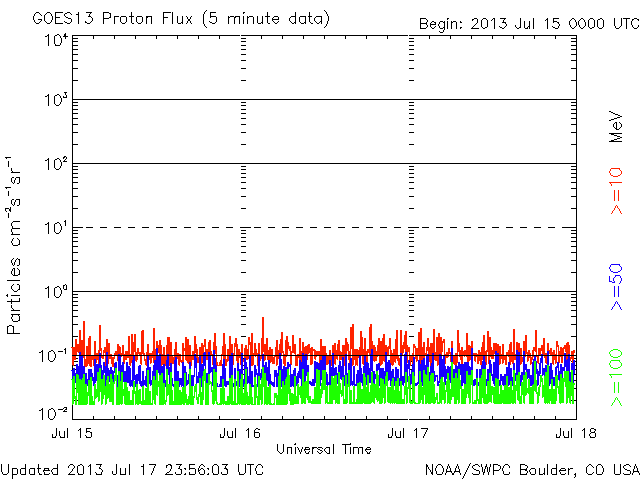 GOES13 Proton Flux (5 minute data)
Begin: 2013 Jul 15 0000 UTC
10⁴
10³
10²
10¹
10⁰
10⁻¹
10⁻²
Particles cm⁻²s⁻¹sr⁻¹
MeV
>=10
>=50
>=100
Jul 15
Jul 16
Jul 17
Jul 18
Universal Time
Updated 2013 Jul 17 23:56:03 UTC
NOAA/SWPC Boulder, CO USA